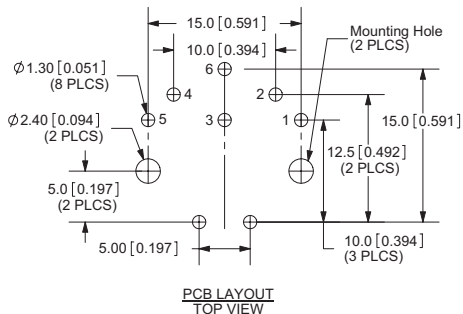 15.0 [0.591]
10.0 [0.394]
Mounting Hole
(2 PLCS)
6
Ø1.30 [0.051]
(8 PLCS)
4
2
5
3
1
Ø2.40 [0.094]
(2 PLCS)
15.0 [0.591]
12.5 [0.492]
(2 PLCS)
5.0 [0.197]
(2 PLCS)
5.00 [0.197]
10.0 [0.394]
(3 PLCS)
PCB LAYOUT
TOP VIEW